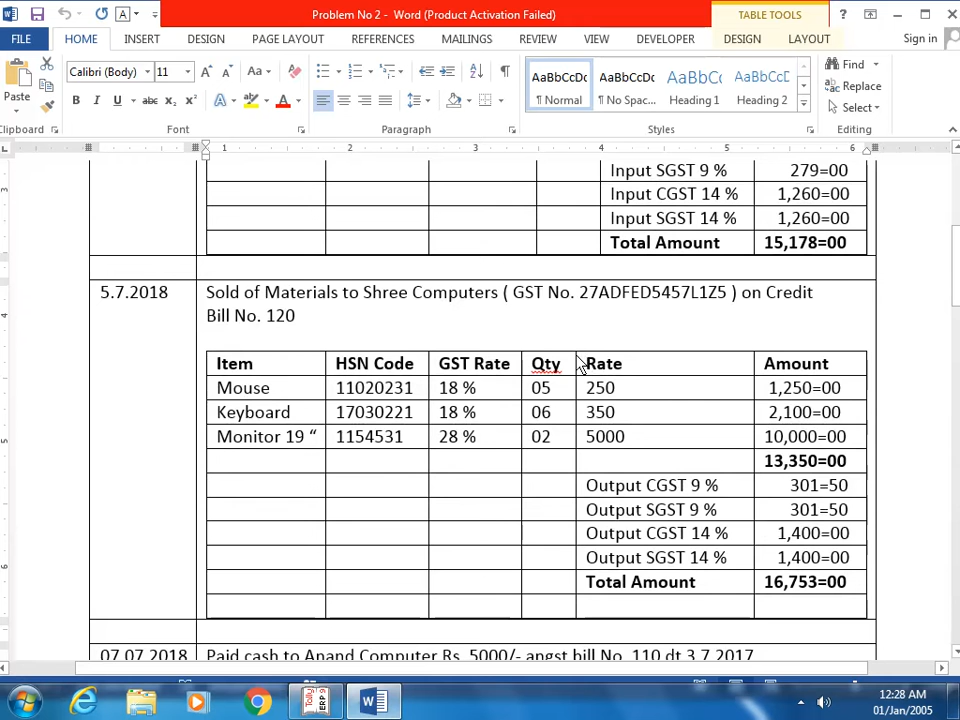 Problem No 2 - Word (Product Activation Failed)
TABLE TOOLS
FILE HOME INSERT DESIGN PAGE LAYOUT REFERENCES MAILINGS REVIEW VIEW DEVELOPER DESIGN LAYOUT Sign in
Calibri (Body) 11
Paste
AaBbCcDc AaBbCcDc AaBbCc AaBbCcC
¶ Normal ¶ No Spac... Heading 1 Heading 2
Find
Replace
Select
Clipboard Font Paragraph Styles Editing
1 2 3 4 5 6
Input SGST 9 % 279=00
Input CGST 14 % 1,260=00
Input SGST 14 % 1,260=00
Total Amount 15,178=00
5.7.2018 Sold of Materials to Shree Computers ( GST No. 27ADFED5457L1Z5 ) on Credit
Bill No. 120
Item HSN Code GST Rate Qty Rate Amount
Mouse 11020231 18 % 05 250 1,250=00
Keyboard 17030221 18 % 06 350 2,100=00
Monitor 19 “ 1154531 28 % 02 5000 10,000=00
13,350=00
Output CGST 9 % 301=50
Output SGST 9 % 301=50
Output CGST 14 % 1,400=00
Output SGST 14 % 1,400=00
Total Amount 16,753=00
07.07.2018 Paid cash to Anand Computer Rs. 5000/- angst bill No. 110 dt 3.7.2017
12:28 AM
01/Jan/2005